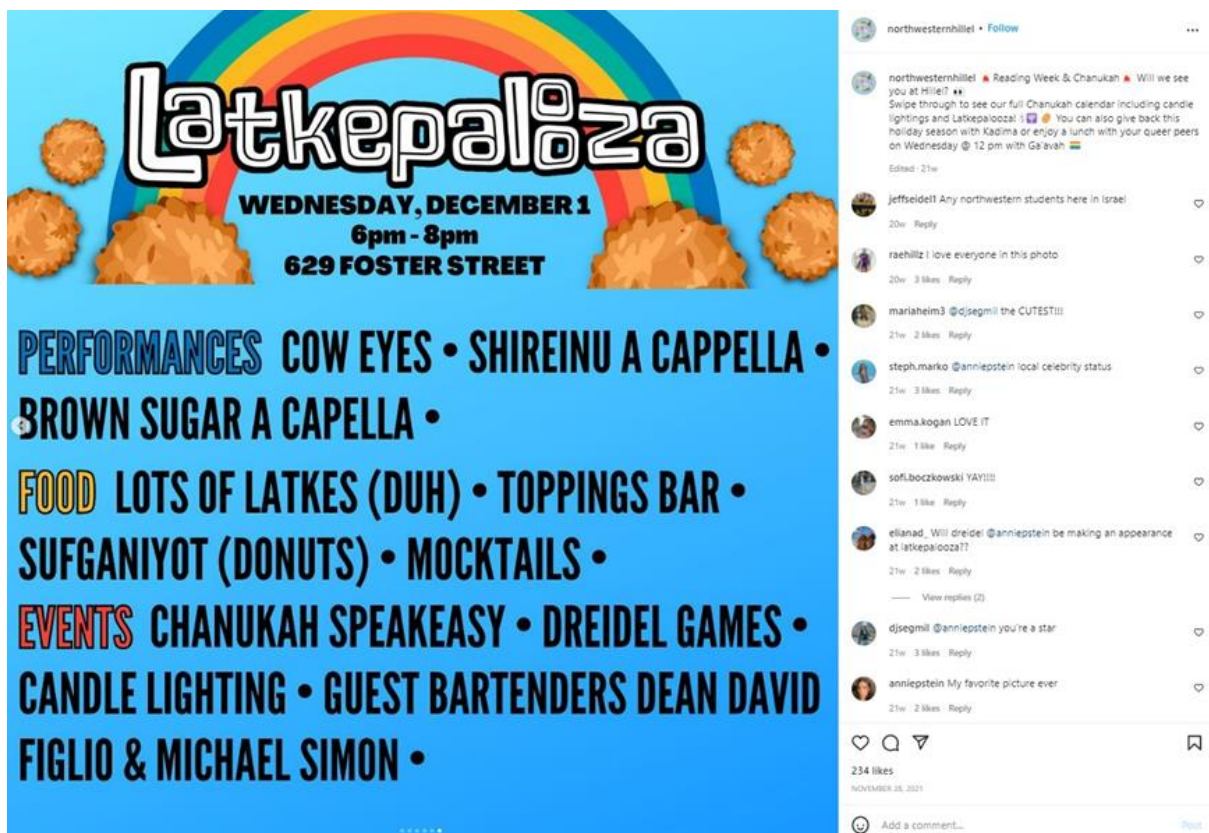 Latkepalooza
WEDNESDAY, DECEMBER 1
6pm - 8pm
629 FOSTER STREET
PERFORMANCES COW EYES • SHIREINU A CAPPELLA •
BROWN SUGAR A CAPELLA •
FOOD LOTS OF LATKES (DUH) • TOPPINGS BAR •
SUFGANIYOT (DONUTS) • MOCKTAILS •
EVENTS CHANUKAH SPEAKEASY • DREIDEL GAMES •
CANDLE LIGHTING • GUEST BARTENDERS DEAN DAVID
FIGLIO & MICHAEL SIMON •
northwesternhillel • Follow
northwesternhillel Reading Week & Chanukah Will we see
you at Hillel? 👀
Swipe through to see our full Chanukah calendar including candle
lightings and Latkepalooza! 🕎 🥔 You can also give back this
holiday season with Kadima or enjoy a lunch with your queer peers
on Wednesday @ 12 pm with Ga'avah
Edited · 21w
jeffseidel1 Any northwestern students here in Israel
20w Reply
raehillz I love everyone in this photo
20w 3 likes Reply
mariaheim3 @djsegmil the CUTEST!!!
21w 2 likes Reply
steph.marko @anniepstein local celebrity status
21w 3 likes Reply
emma.kogan LOVE IT
21w 1 like Reply
sofi.boczkowski YAY!!!!
21w 1 like Reply
elianad_ Will dreidel @anniepstein be making an appearance
at latkepalooza??
21w 2 likes Reply
View replies (2)
djsegmil @anniepstein you're a star
21w 3 likes Reply
anniepstein My favorite picture ever
21w 2 likes Reply
234 likes
NOVEMBER 28, 2021
Add a comment...
Post